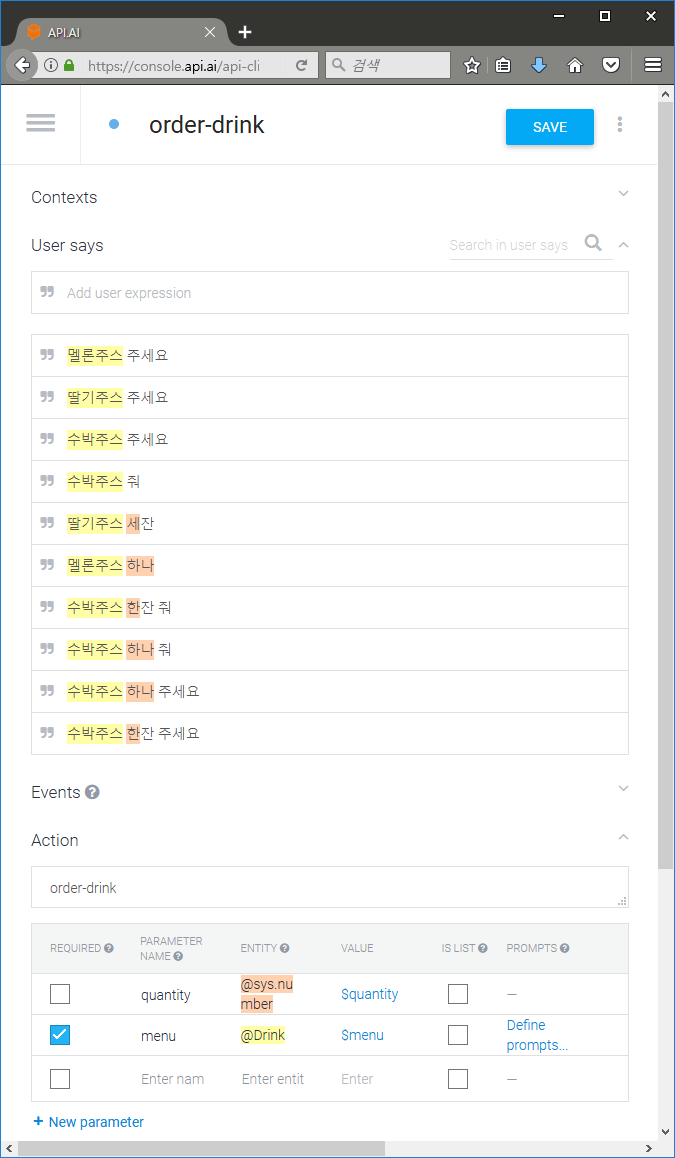 API.AI
https://console.api.ai/api-cli
검색
order-drink
SAVE
Contexts
User says
Search in user says
Add user expression
멜론주스 주세요
딸기주스 주세요
수박주스 주세요
수박주스 줘
딸기주스 세잔
멜론주스 하나
수박주스 한잔 줘
수박주스 하나 줘
수박주스 하나 주세요
수박주스 한잔 주세요
Events
Action
order-drink
REQUIRED
PARAMETER
NAME
ENTITY
VALUE
IS LIST
PROMPTS
quantity
@sys.nu
mber
$quantity
—
menu
@Drink
$menu
Define
prompts...
Enter nam
Enter entit
Enter
—
+ New parameter